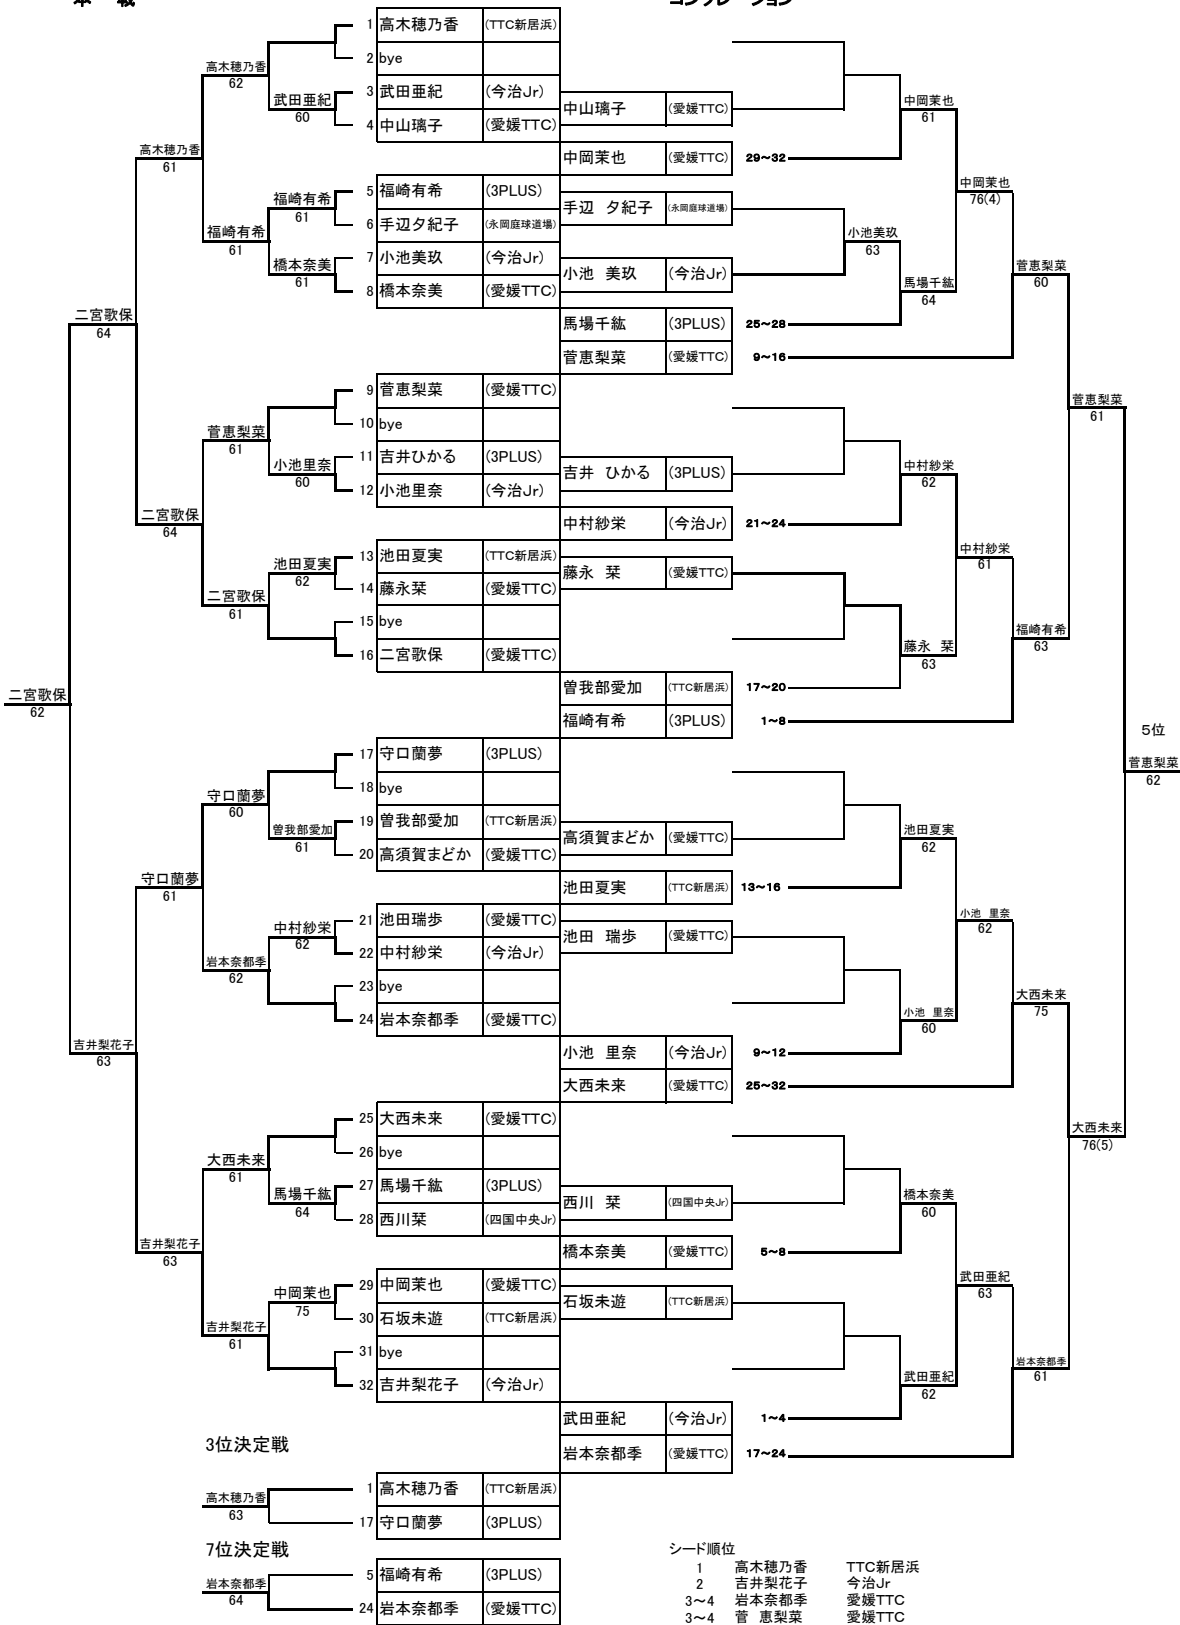 本　戦
コンソレーション
1 高木穂乃香 (TTC新居浜)
2 bye
3 武田亜紀 (今治Jr)
4 中山璃子 (愛媛TTC)
5 福崎有希 (3PLUS)
6 手辺夕紀子 (永岡庭球道場)
7 小池美玖 (今治Jr)
8 橋本奈美 (愛媛TTC)
9 菅恵梨菜 (愛媛TTC)
10 bye
11 吉井ひかる (3PLUS)
12 小池里奈 (今治Jr)
13 池田夏実 (TTC新居浜)
14 藤永栞 (愛媛TTC)
15 bye
16 二宮歌保 (愛媛TTC)
17 守口蘭夢 (3PLUS)
18 bye
19 曽我部愛加 (TTC新居浜)
20 高須賀まどか (愛媛TTC)
21 池田瑞歩 (愛媛TTC)
22 中村紗栄 (今治Jr)
23 bye
24 岩本奈都季 (愛媛TTC)
25 大西未来 (愛媛TTC)
26 bye
27 馬場千紘 (3PLUS)
28 西川栞 (四国中央Jr)
29 中岡茉也 (愛媛TTC)
30 石坂未遊 (TTC新居浜)
31 bye
32 吉井梨花子 (今治Jr)
武田亜紀
60
福崎有希
61
橋本奈美
61
小池里奈
60
池田夏実
62
曽我部愛加
61
中村紗栄
62
馬場千紘
64
中岡茉也
75
高木穂乃香
62
福崎有希
61
菅恵梨菜
61
二宮歌保
61
守口蘭夢
60
岩本奈都季
62
大西未来
61
吉井梨花子
61
高木穂乃香
61
二宮歌保
64
守口蘭夢
61
吉井梨花子
63
二宮歌保
64
吉井梨花子
63
二宮歌保
62
中山璃子 (愛媛TTC)
中岡茉也 (愛媛TTC) 29～32
手辺　夕紀子 (永岡庭球道場)
小池　美玖 (今治Jr)
馬場千紘 (3PLUS) 25～28
菅恵梨菜 (愛媛TTC) 9～16
吉井　ひかる (3PLUS)
中村紗栄 (今治Jr) 21～24
藤永　栞 (愛媛TTC)
曽我部愛加 (TTC新居浜) 17～20
福崎有希 (3PLUS) 1～8
高須賀まどか (愛媛TTC)
池田夏実 (TTC新居浜) 13～16
池田　瑞歩 (愛媛TTC)
小池　里奈 (今治Jr) 9～12
大西未来 (愛媛TTC) 25～32
西川　栞 (四国中央Jr)
橋本奈美 (愛媛TTC) 5～8
石坂未遊 (TTC新居浜)
武田亜紀 (今治Jr) 1～4
岩本奈都季 (愛媛TTC) 17～24
小池美玖
63
中岡茉也
61
馬場千紘
64
中村紗栄
62
藤永　栞
63
池田夏実
62
小池　里奈
60
橋本奈美
60
武田亜紀
62
中岡茉也
76(4)
中村紗栄
61
小池　里奈
62
武田亜紀
63
菅恵梨菜
60
福崎有希
63
大西未来
75
岩本奈都季
61
菅恵梨菜
61
大西未来
76(5)
5位
菅恵梨菜
62
3位決定戦
1 高木穂乃香 (TTC新居浜)
17 守口蘭夢 (3PLUS)
高木穂乃香
63
7位決定戦
5 福崎有希 (3PLUS)
24 岩本奈都季 (愛媛TTC)
岩本奈都季
64
シード順位
1 高木穂乃香 TTC新居浜
2 吉井梨花子 今治Jr
3～4 岩本奈都季 愛媛TTC
3～4 菅　恵梨菜 愛媛TTC